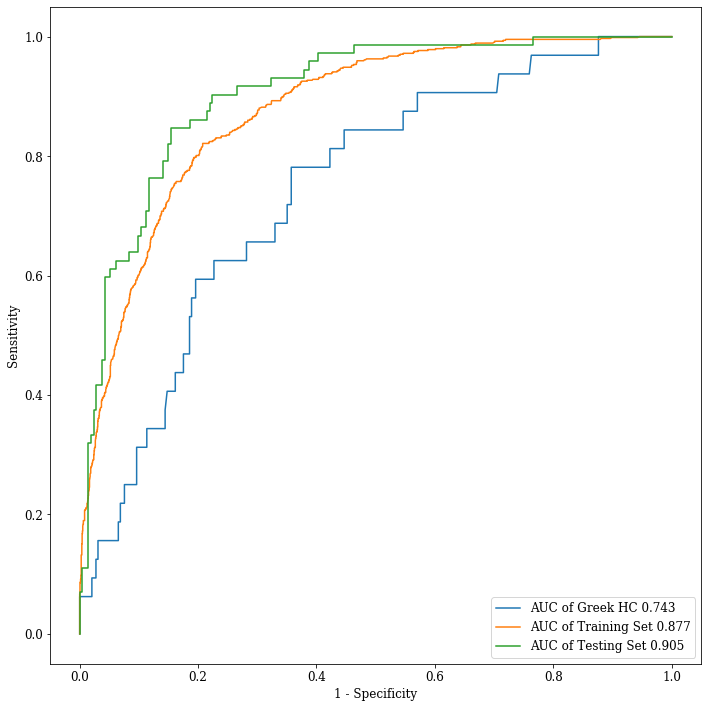 1.0
0.8
0.6
0.4
0.2
0.0
Sensitivity
0.0 0.2 0.4 0.6 0.8 1.0
1 - Specificity
AUC of Greek HC 0.743
AUC of Training Set 0.877
AUC of Testing Set 0.905